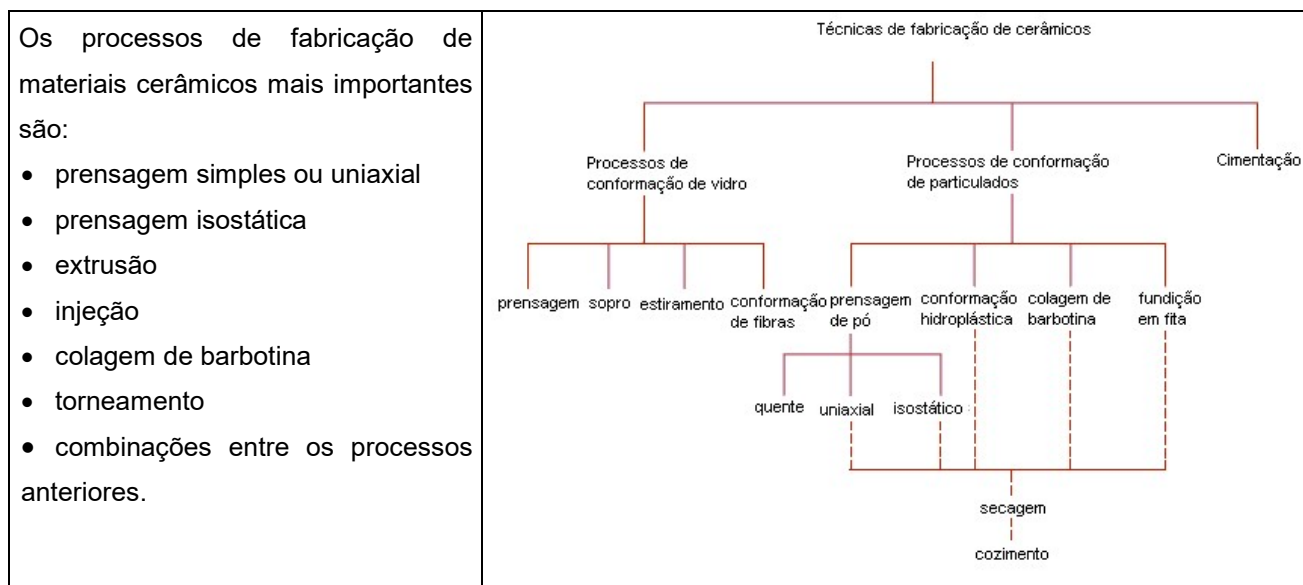 Os processos de fabricação de
materiais cerâmicos mais importantes
são:
• prensagem simples ou uniaxial
• prensagem isostática
• extrusão
• injeção
• colagem de barbotina
• torneamento
• combinações entre os processos
anteriores.
Técnicas de fabricação de cerâmicos
Processos de
conformação de vidro
Processos de conformação
de particulados
Cimentação
prensagem
sopro
estiramento
conformação
de fibras
prensagem
de pó
conformação
hidroplástica
colagem de
barbotina
fundição
em fita
quente
uniaxial
isostático
secagem
cozimento